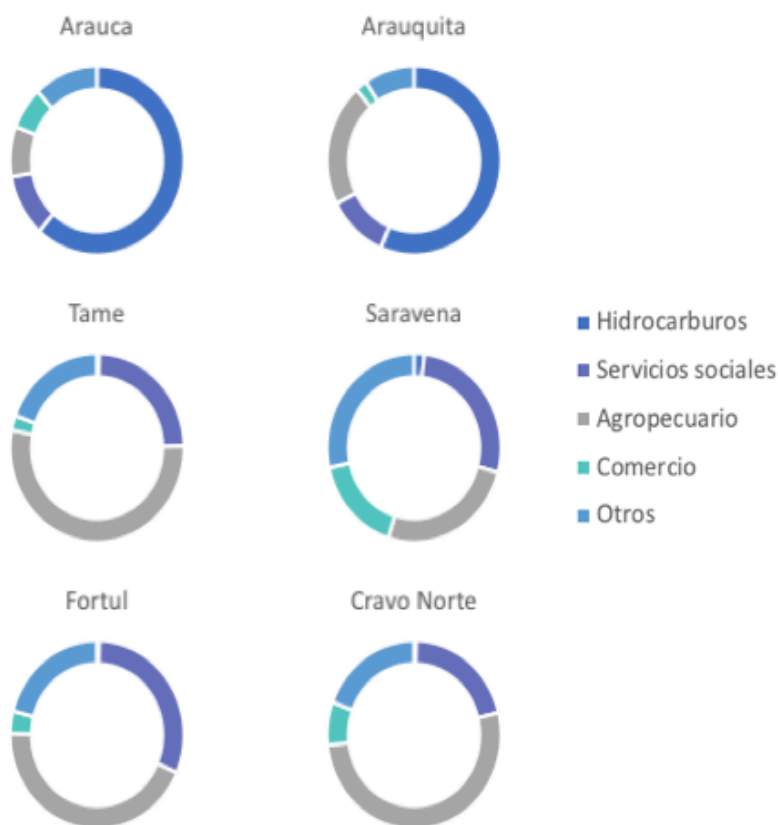 Arauca
Arauquita
Tame
Saravena
Hidrocarburos
Servicios sociales
Agropecuario
Comercio
Otros
Fortul
Cravo Norte